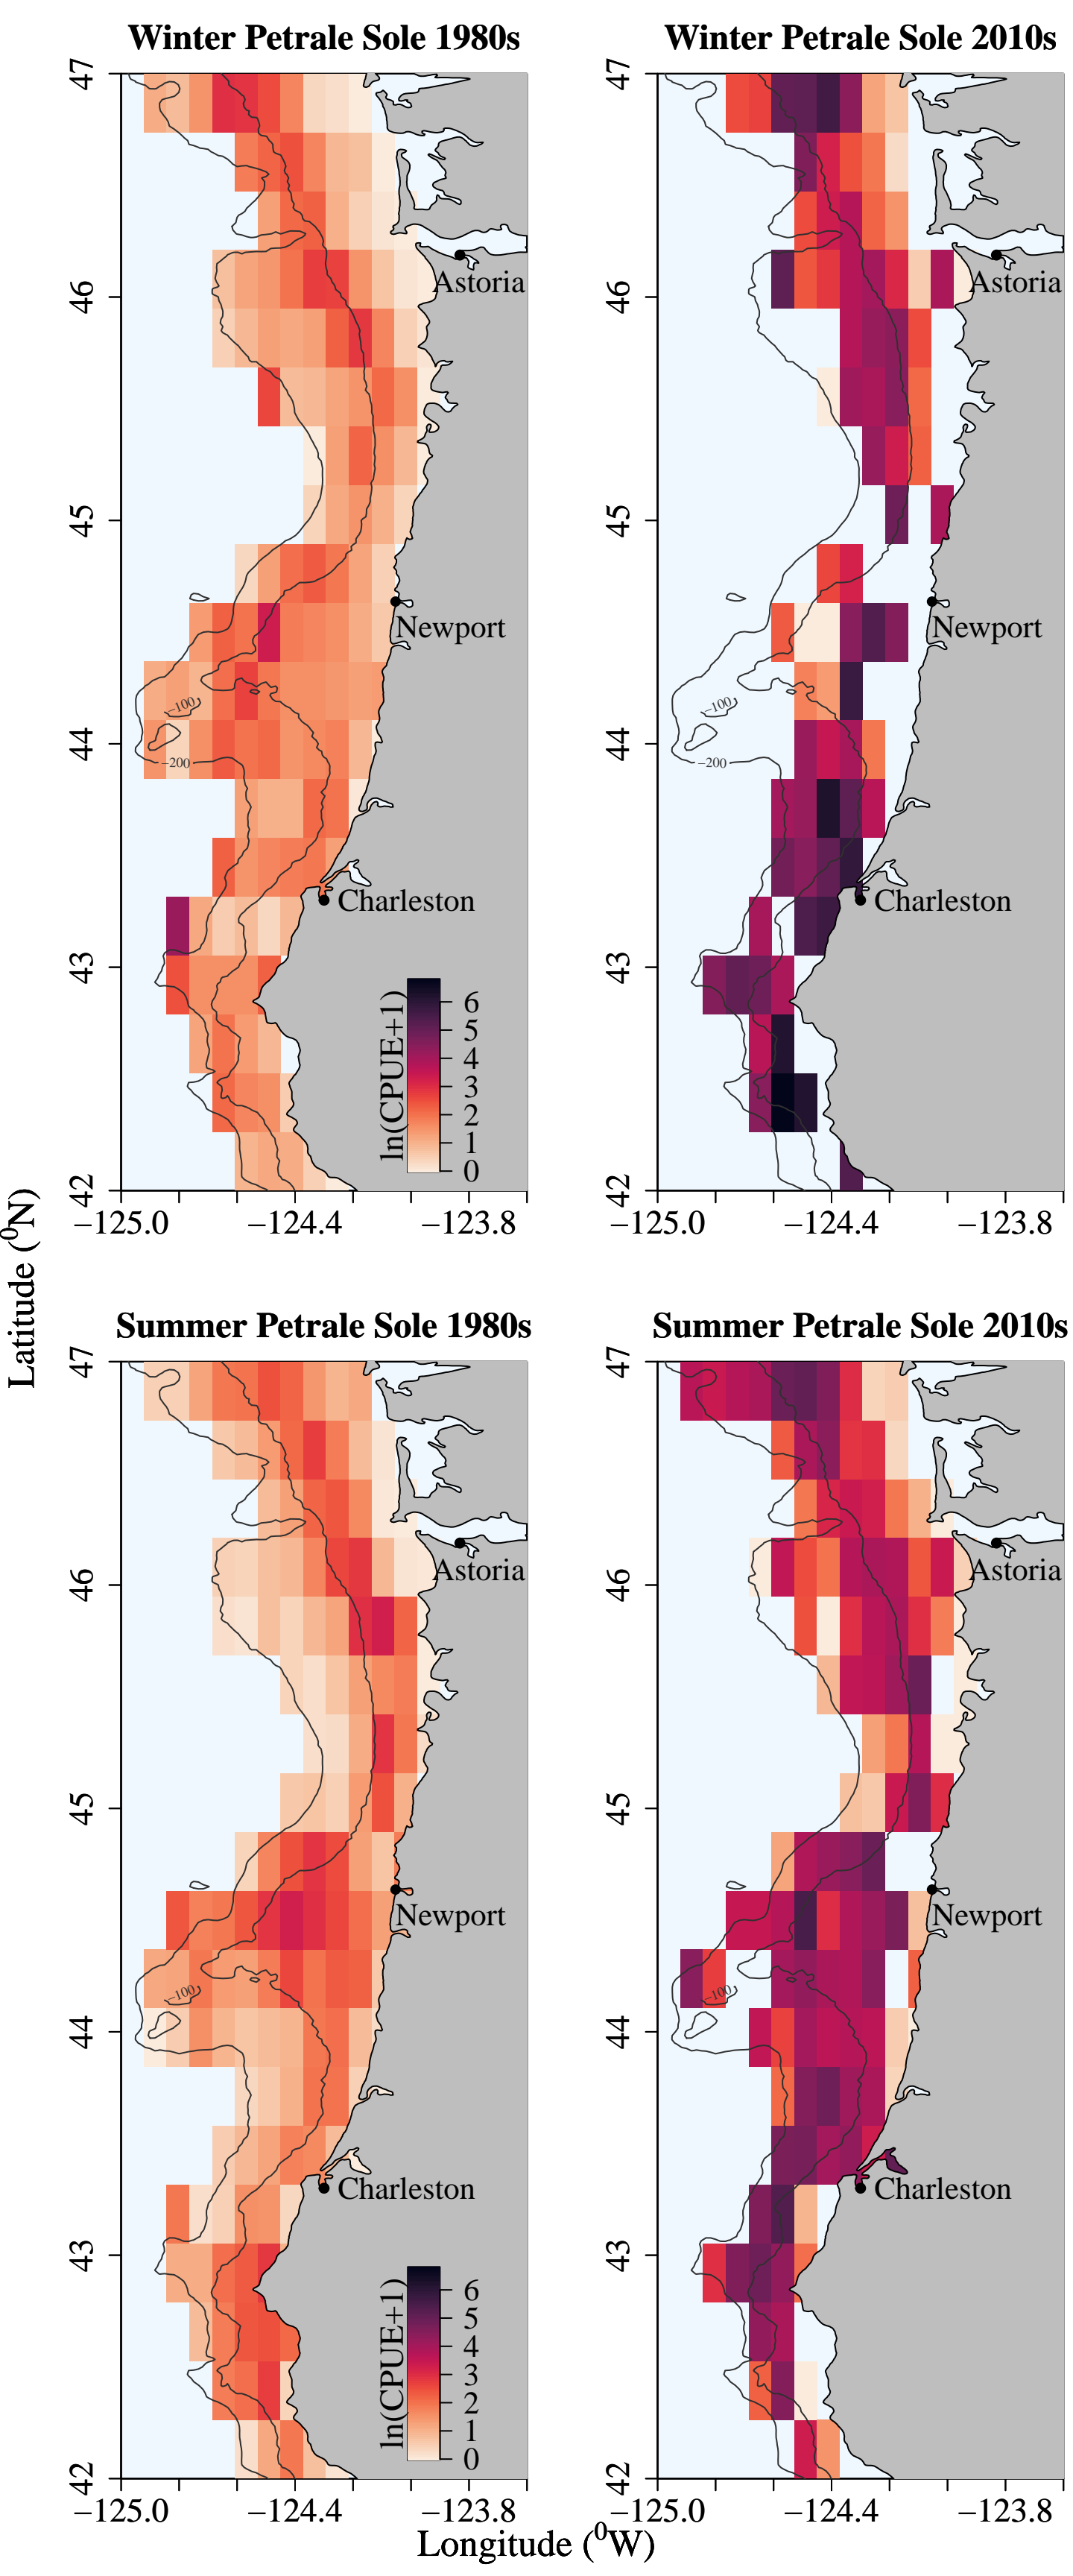 Winter Petrale Sole 1980s
Winter Petrale Sole 2010s
47
46
45
44
43
42
Astoria
Newport
−100
−200
Charleston
ln(CPUE+1)
6
5
4
3
2
1
0
−125.0
−124.4
−123.8
47
46
45
44
43
42
Astoria
Newport
−100
−200
Charleston
−125.0
−124.4
−123.8
Latitude (⁰N)
Summer Petrale Sole 1980s
Summer Petrale Sole 2010s
47
46
45
44
43
42
Astoria
Newport
−100
Charleston
ln(CPUE+1)
6
5
4
3
2
1
0
−125.0
−124.4
−123.8
47
46
45
44
43
42
Astoria
Newport
−100
Charleston
−125.0
−124.4
−123.8
Longitude (⁰W)